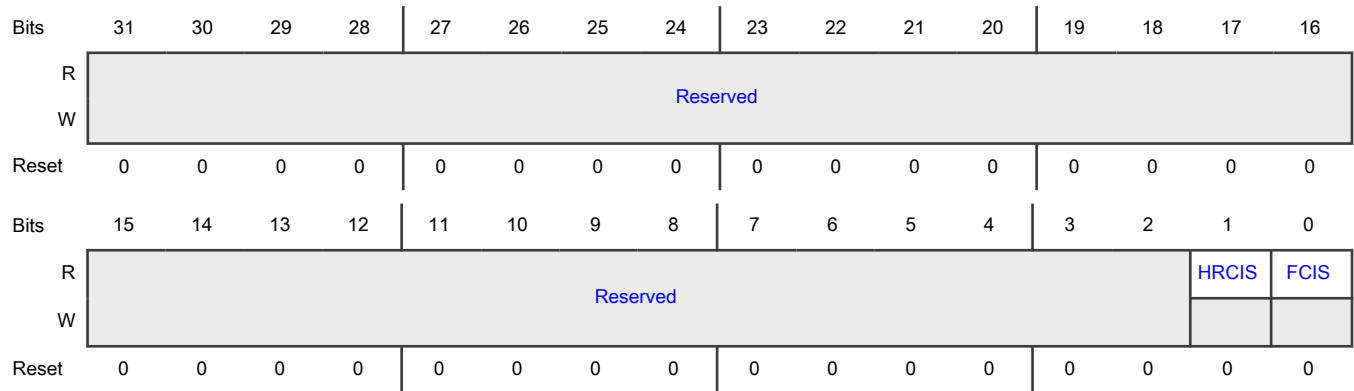 Bits 31 30 29 28 27 26 25 24 23 22 21 20 19 18 17 16
R
Reserved
W
Reset 0 0 0 0 0 0 0 0 0 0 0 0 0 0 0 0
Bits 15 14 13 12 11 10 9 8 7 6 5 4 3 2 1 0
R HRCIS FCIS
Reserved
W
Reset 0 0 0 0 0 0 0 0 0 0 0 0 0 0 0 0